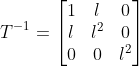 T^{-1} = \begin{bmatrix} 1 & l & 0 \\ l & l^2 & 0 \\ 0 & 0 & l^2 \end{bmatrix}